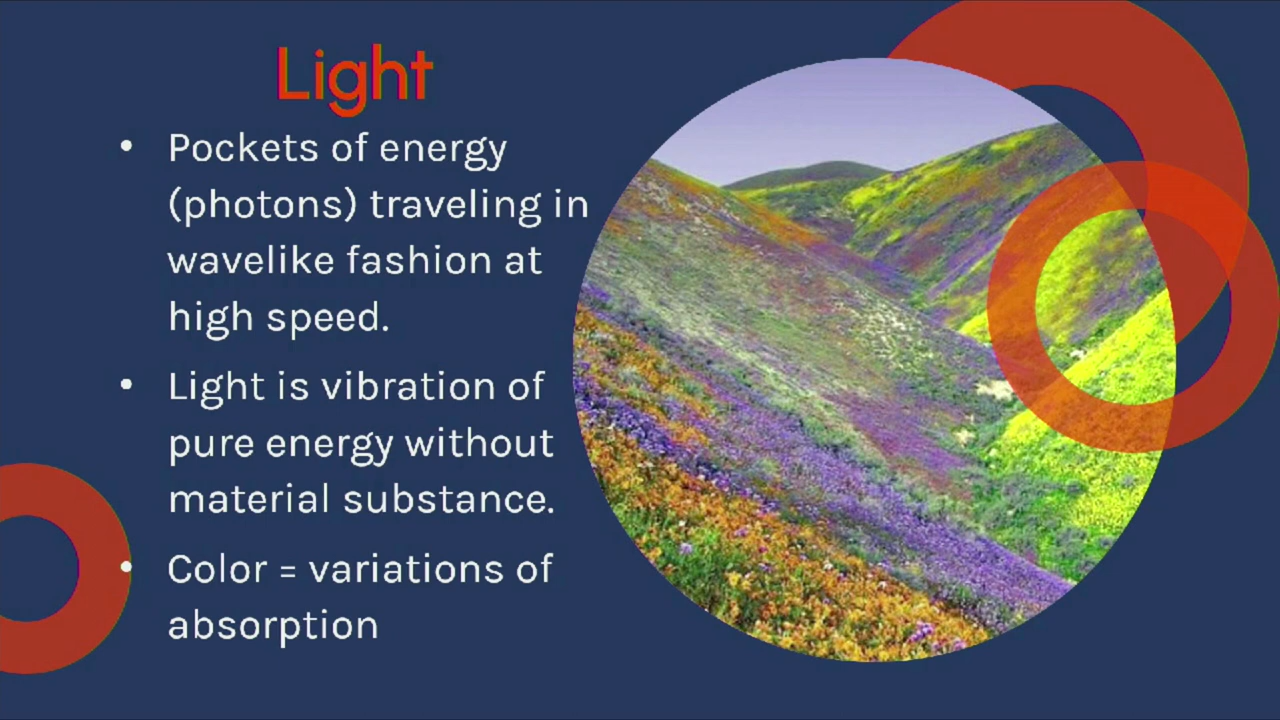 Light
• Pockets of energy
(photons) traveling in
wavelike fashion at
high speed.
• Light is vibration of
pure energy without
material substance.
• Color = variations of
absorption